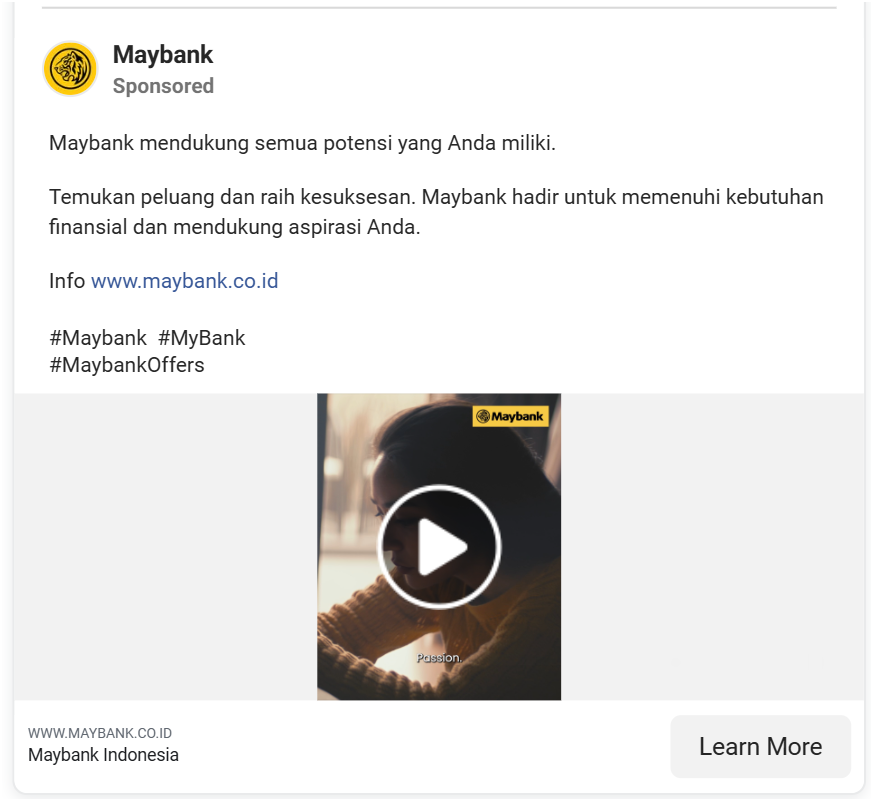 Maybank
Sponsored
Maybank mendukung semua potensi yang Anda miliki.
Temukan peluang dan raih kesuksesan. Maybank hadir untuk memenuhi kebutuhan
finansial dan mendukung aspirasi Anda.
Info www.maybank.co.id
#Maybank #MyBank
#MaybankOffers
Maybank
Passion.
WWW.MAYBANK.CO.ID
Maybank Indonesia
Learn More